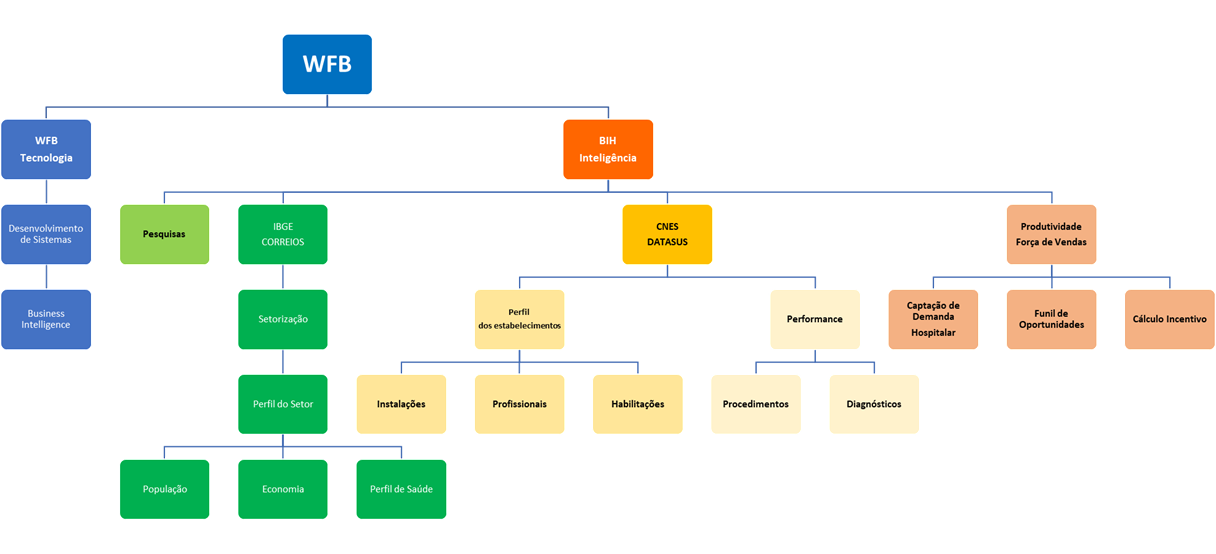 WFB
WFB
Tecnologia
BIH
Inteligência
Desenvolvimento
de Sistemas
Pesquisas
IBGE
CORREIOS
CNES
DATASUS
Produtividade
Força de Vendas
Business
Intelligence
Setorização
Perfil
dos estabelecimentos
Performance
Captação de
Demanda
Hospitalar
Funil de
Oportunidades
Cálculo Incentivo
Perfil do Setor
Instalações
Profissionais
Habilitações
Procedimentos
Diagnósticos
População
Economia
Perfil de Saúde